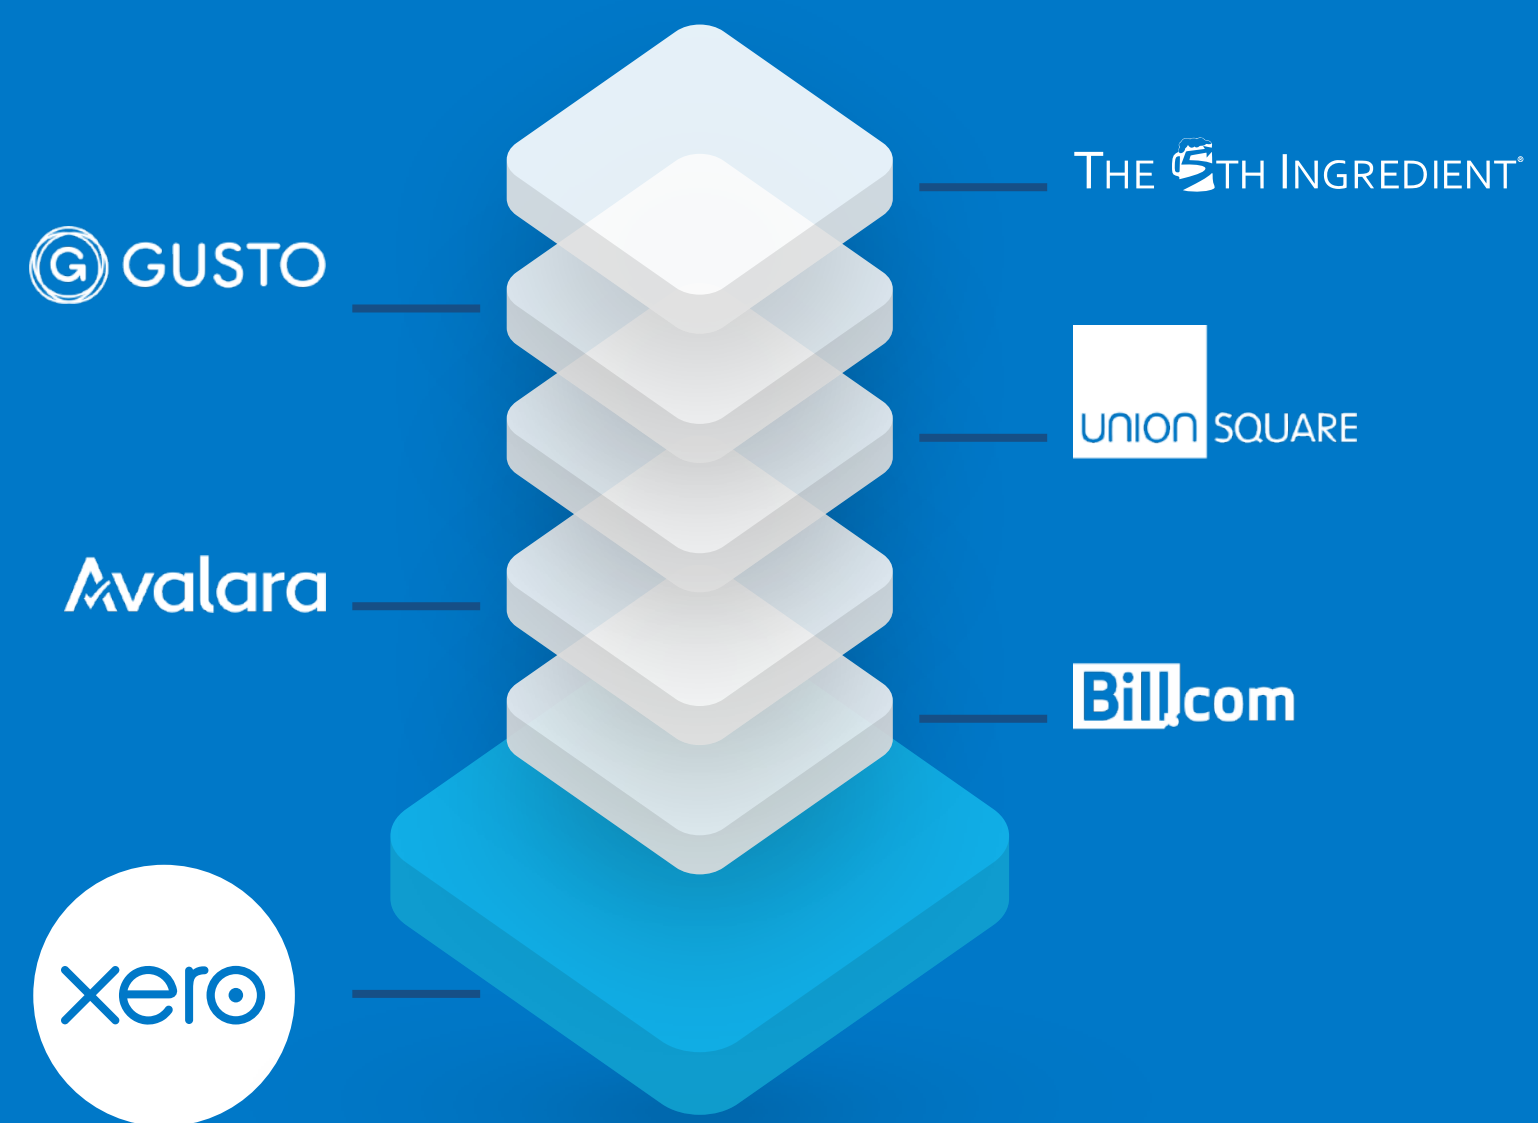 THE 5TH INGREDIENT®
G GUSTO
UNION SQUARE
Avalara
Bill.com
xero